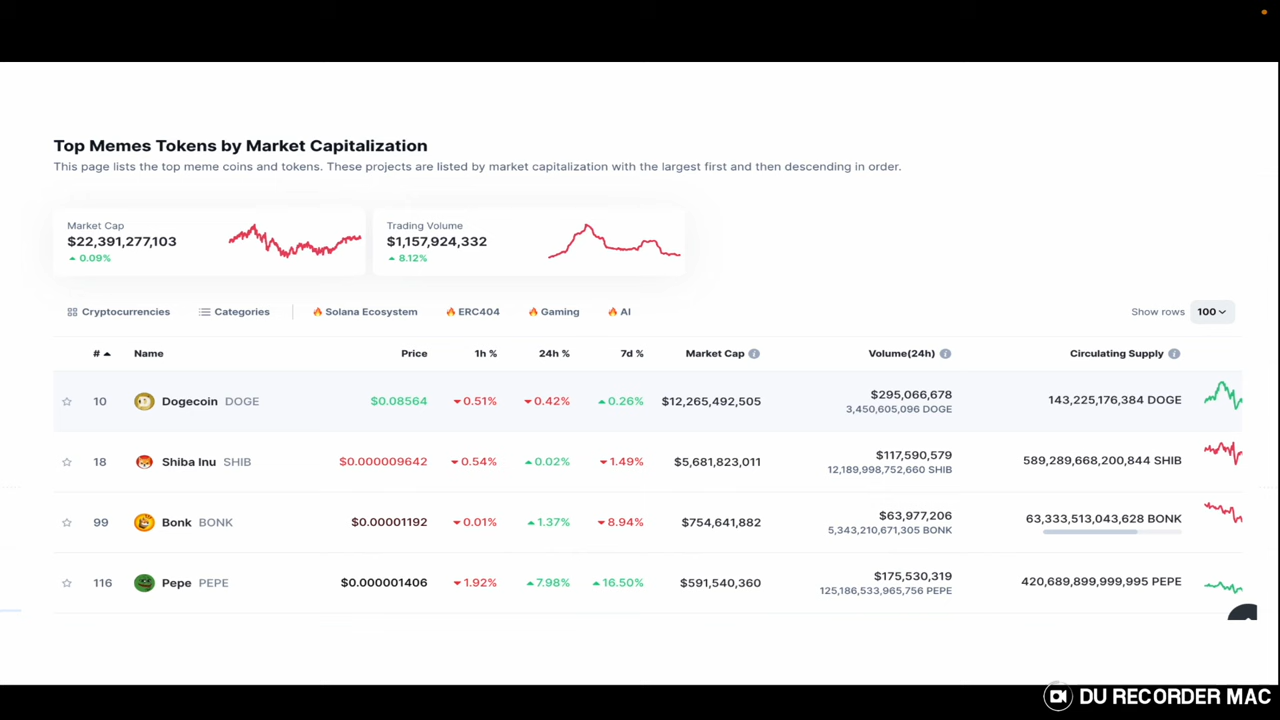 Top Memes Tokens by Market Capitalization
This page lists the top meme coins and tokens. These projects are listed by market capitalization with the largest first and then descending in order.
Market Cap Trading Volume
$22,391,277,103 $1,157,924,332
0.09% 8.12%
Cryptocurrencies Categories Solana Ecosystem ERC404 Gaming AI Show rows 100
# Name Price 1h % 24h % 7d % Market Cap Volume(24h) Circulating Supply
10 Dogecoin DOGE $0.08564 0.51% 0.42% 0.26% $12,265,492,505 $295,066,678 143,225,176,384 DOGE
3,450,605,096 DOGE
18 Shiba Inu SHIB $0.000009642 0.54% 0.02% 1.49% $5,681,823,011 $117,590,579 589,289,668,200,844 SHIB
12,189,998,752,660 SHIB
99 Bonk BONK $0.00001192 0.01% 1.37% 8.94% $754,641,882 $63,977,206 63,333,513,043,628 BONK
5,343,210,671,305 BONK
116 Pepe PEPE $0.000001406 1.92% 7.98% 16.50% $591,540,360 $175,530,319 420,689,899,999,995 PEPE
125,186,533,965,756 PEPE
DU RECORDER MAC